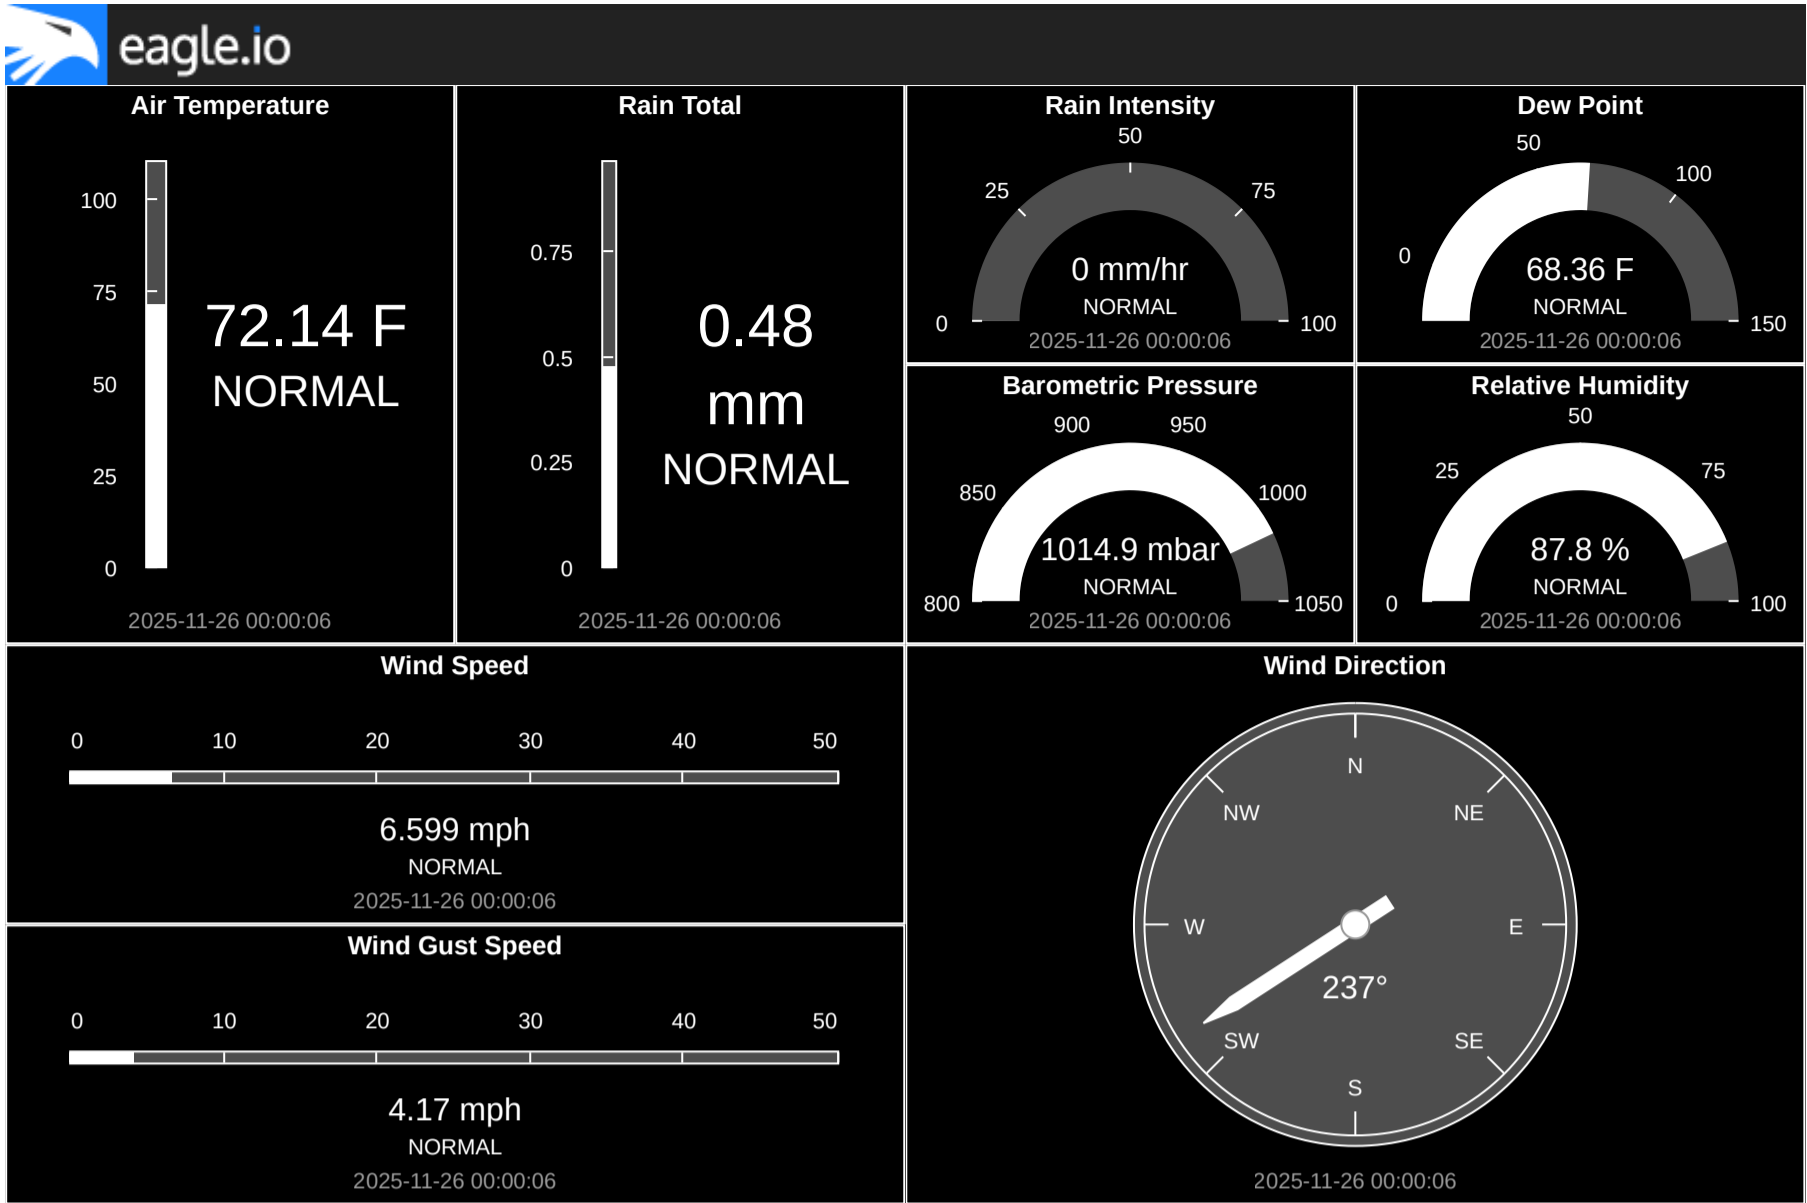 eagle.io
Air Temperature
100
75
50
25
0
72.14 F
NORMAL
2025-11-26 00:00:06
Rain Total
0.75
0.5
0.25
0
0.48
mm
NORMAL
2025-11-26 00:00:06
Rain Intensity
0
25
50
75
100
0 mm/hr
NORMAL
2025-11-26 00:00:06
Dew Point
0
50
100
150
68.36 F
NORMAL
2025-11-26 00:00:06
Barometric Pressure
800
850
900
950
1000
1050
1014.9 mbar
NORMAL
2025-11-26 00:00:06
Relative Humidity
0
25
50
75
100
87.8 %
NORMAL
2025-11-26 00:00:06
Wind Speed
0 10 20 30 40 50
6.599 mph
NORMAL
2025-11-26 00:00:06
Wind Gust Speed
0 10 20 30 40 50
4.17 mph
NORMAL
2025-11-26 00:00:06
Wind Direction
N
NW NE
W E
237°
SW SE
S
2025-11-26 00:00:06